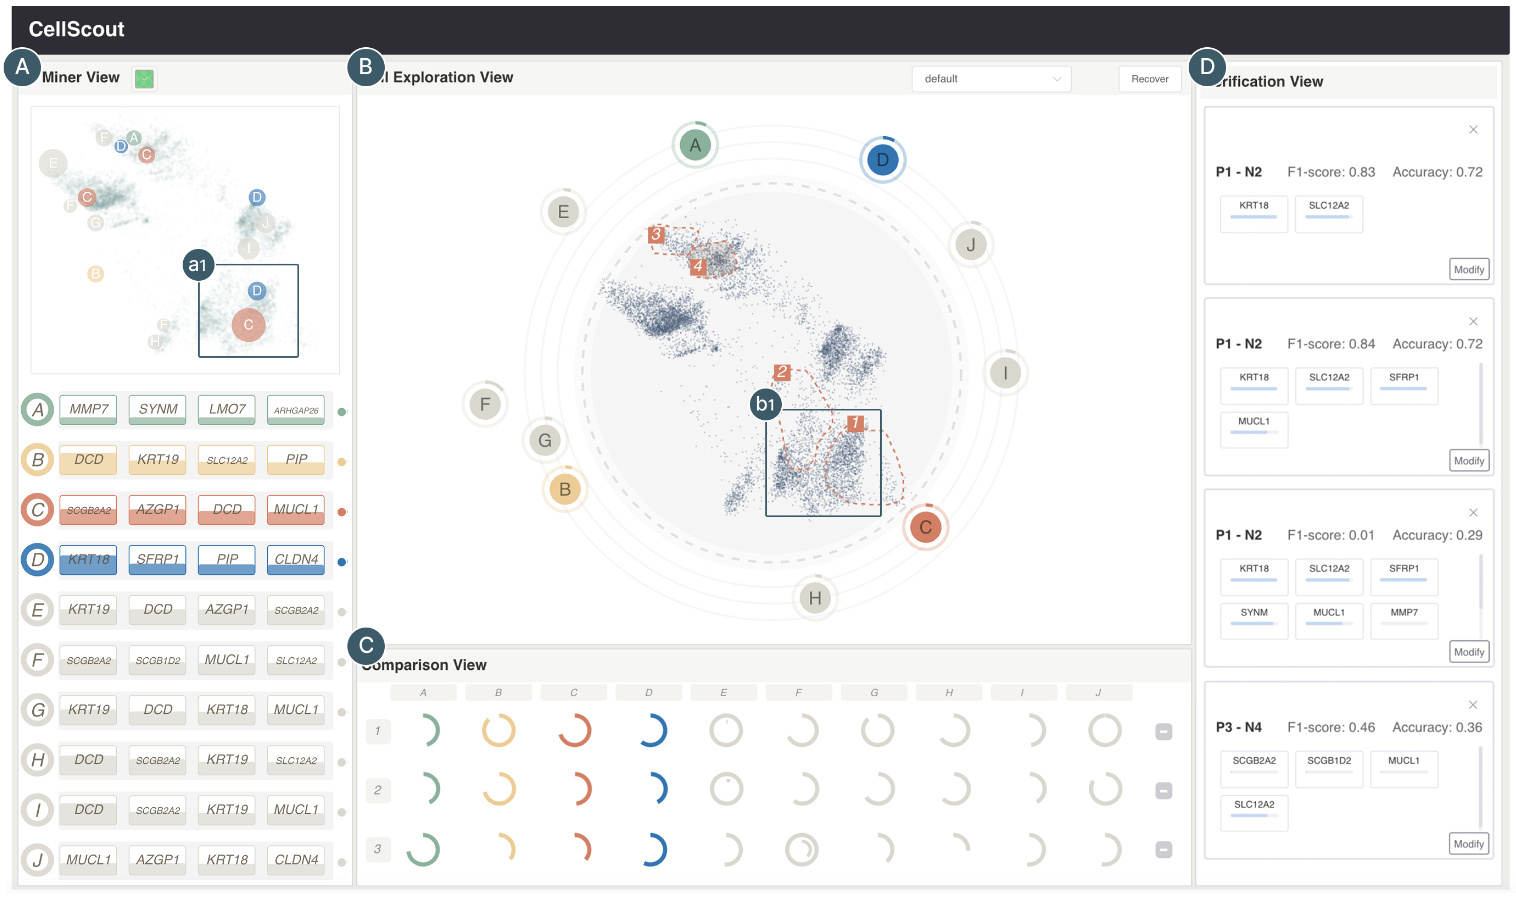 CellScout
A Miner View
F A
D
C
E
C
F
G
D
J
I
B
a1
D
C
F
H
A MMP7 SYNM LMO7 ARHGAP26
B DCD KRT19 SLC12A2 PIP
C SCGB2A2 AZGP1 DCD MUCL1
D KRT18 SFRP1 PIP CLDN4
E KRT19 DCD AZGP1 SCGB2A2
F SCGB2A2 SCGB1D2 MUCL1 SLC12A2
G KRT19 DCD KRT18 MUCL1
H DCD SCGB2A2 KRT19 SLC12A2
I DCD SCGB2A2 KRT19 MUCL1
J MUCL1 AZGP1 KRT18 CLDN4
B ll Exploration View default Recover
A
D
E
3
J
4
2
I
F
b1
1
G
B
C
H
C
Comparison View
A B C D E F G H I J
1
2
3
D rification View
P1 - N2 F1-score: 0.83 Accuracy: 0.72
KRT18 SLC12A2
Modify
P1 - N2 F1-score: 0.84 Accuracy: 0.72
KRT18 SLC12A2 SFRP1
MUCL1
Modify
P1 - N2 F1-score: 0.01 Accuracy: 0.29
KRT18 SLC12A2 SFRP1
SYNM MUCL1 MMP7
Modify
P3 - N4 F1-score: 0.46 Accuracy: 0.36
SCGB2A2 SCGB1D2 MUCL1
SLC12A2
Modify